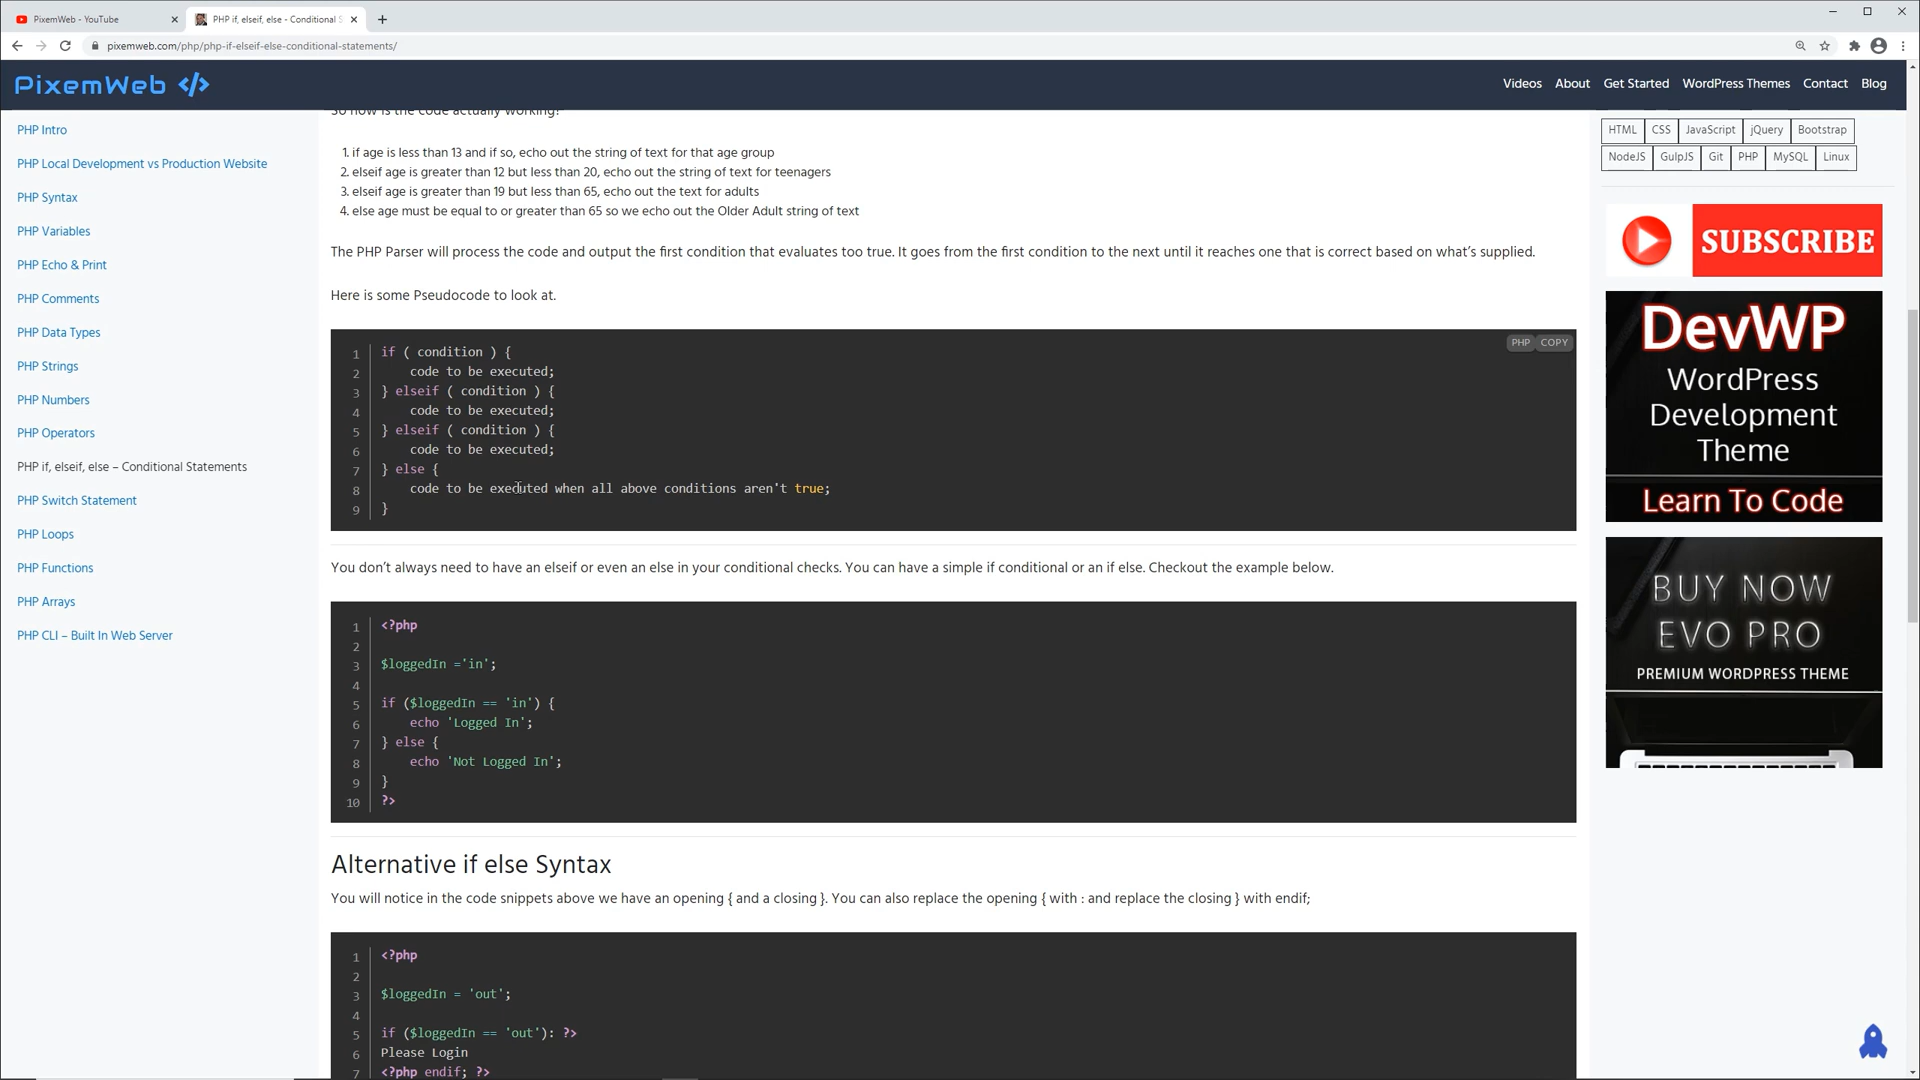 PixemWeb - YouTube
PHP if, elseif, else - Conditional S
pixemweb.com/php/php-if-elseif-else-conditional-statements/
PixemWeb </>
Videos About Get Started WordPress Themes Contact Blog
PHP Intro
PHP Local Development vs Production Website
PHP Syntax
PHP Variables
PHP Echo & Print
PHP Comments
PHP Data Types
PHP Strings
PHP Numbers
PHP Operators
PHP if, elseif, else – Conditional Statements
PHP Switch Statement
PHP Loops
PHP Functions
PHP Arrays
PHP CLI – Built In Web Server
So how is the code actually working?
1. if age is less than 13 and if so, echo out the string of text for that age group
2. elseif age is greater than 12 but less than 20, echo out the string of text for teenagers
3. elseif age is greater than 19 but less than 65, echo out the text for adults
4. else age must be equal to or greater than 65 so we echo out the Older Adult string of text
The PHP Parser will process the code and output the first condition that evaluates too true. It goes from the first condition to the next until it reaches one that is correct based on what’s supplied.
Here is some Pseudocode to look at.
PHP COPY
1 if ( condition ) {
2 code to be executed;
3 } elseif ( condition ) {
4 code to be executed;
5 } elseif ( condition ) {
6 code to be executed;
7 } else {
8 code to be executed when all above conditions aren't true;
9 }
You don’t always need to have an elseif or even an else in your conditional checks. You can have a simple if conditional or an if else. Checkout the example below.
1 <?php
2
3 $loggedIn ='in';
4
5 if ($loggedIn == 'in') {
6 echo 'Logged In';
7 } else {
8 echo 'Not Logged In';
9 }
10 ?>
Alternative if else Syntax
You will notice in the code snippets above we have an opening { and a closing }. You can also replace the opening { with : and replace the closing } with endif;
1 <?php
2
3 $loggedIn = 'out';
4
5 if ($loggedIn == 'out'): ?>
6 Please Login
7 <?php endif; ?>
HTML CSS JavaScript jQuery Bootstrap
NodeJS GulpJS Git PHP MySQL Linux
SUBSCRIBE
DevWP
WordPress
Development
Theme
Learn To Code
BUY NOW
EVO PRO
PREMIUM WORDPRESS THEME